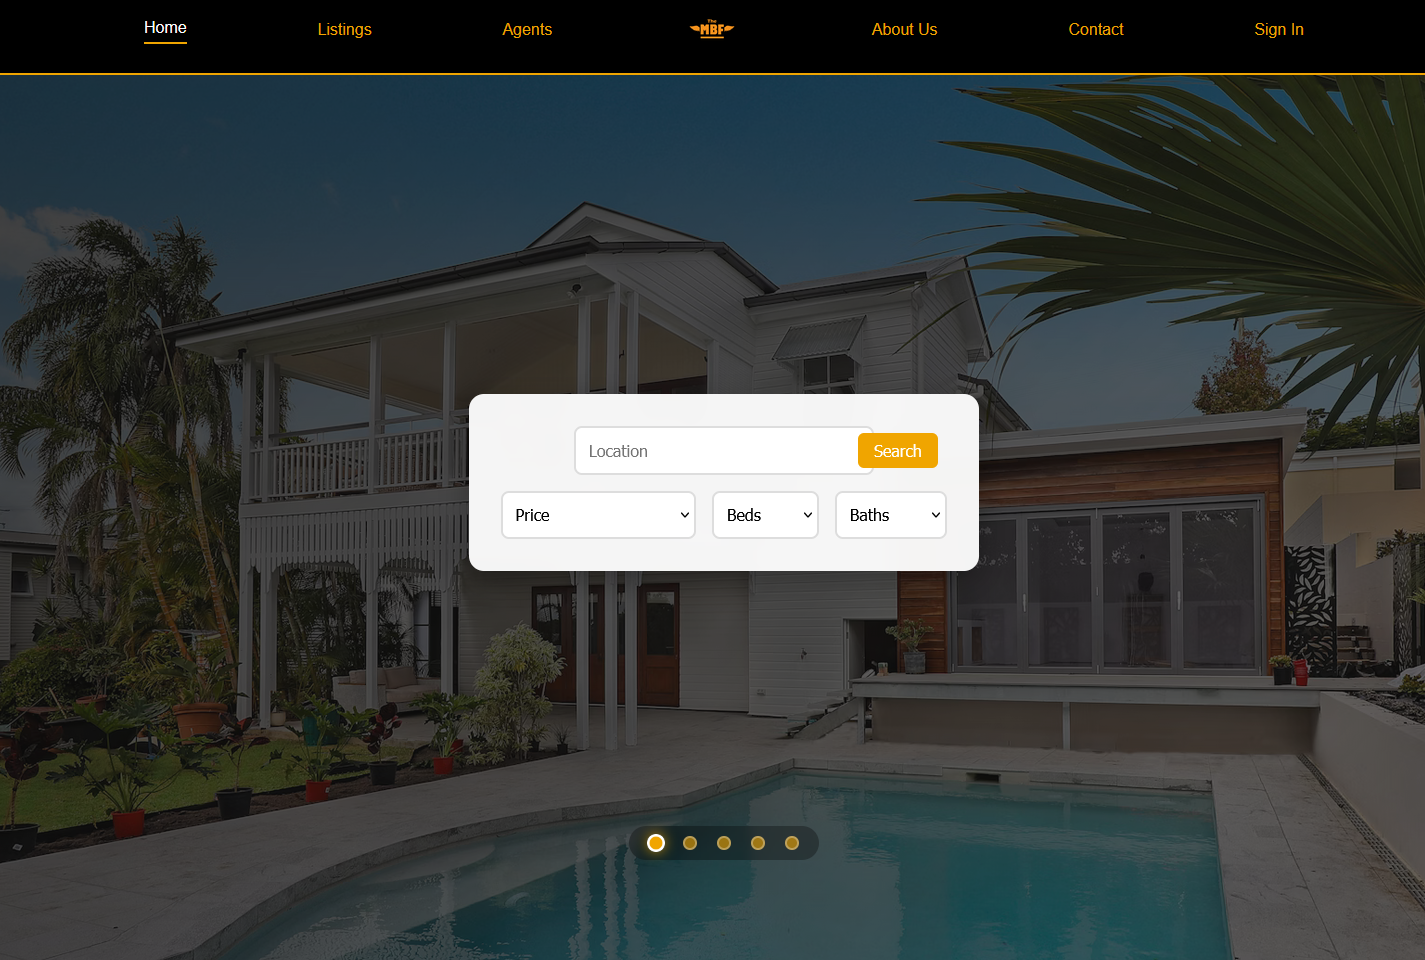 Home Listings Agents The MBF About Us Contact Sign In
Location Search
Price Beds Baths